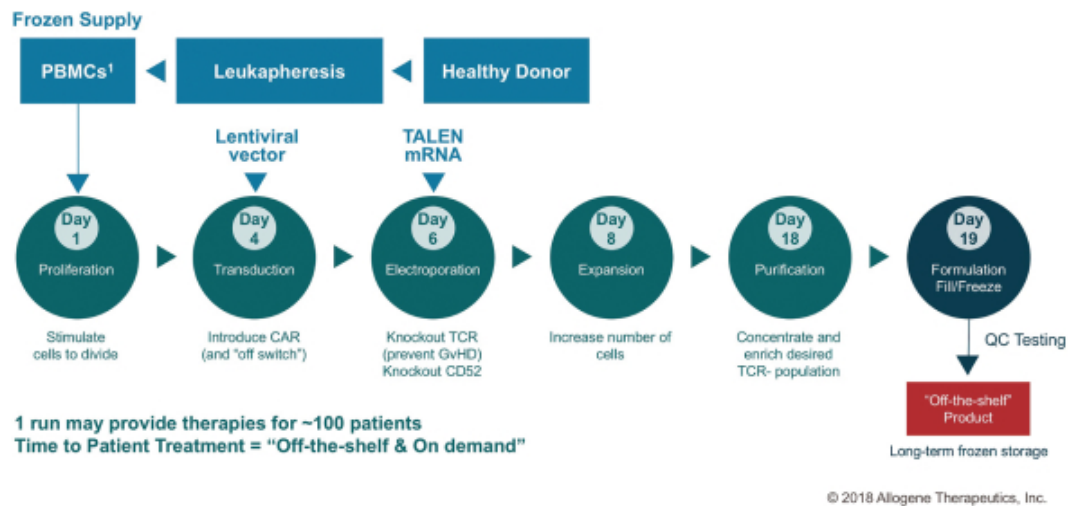 Frozen Supply
PBMCs¹
Leukapheresis
Healthy Donor
Lentiviral
vector
TALEN
mRNA
Day
1
Proliferation
Day
4
Transduction
Day
6
Electroporation
Day
8
Expansion
Day
18
Purification
Day
19
Formulation
Fill/Freeze
Stimulate
cells to divide
Introduce CAR
(and "off switch")
Knockout TCR
(prevent GvHD)
Knockout CD52
Increase number of
cells
Concentrate and
enrich desired
TCR- population
QC Testing
"Off-the-shelf"
Product
Long-term frozen storage
1 run may provide therapies for ~100 patients
Time to Patient Treatment = "Off-the-shelf & On demand"
© 2018 Allogene Therapeutics, Inc.